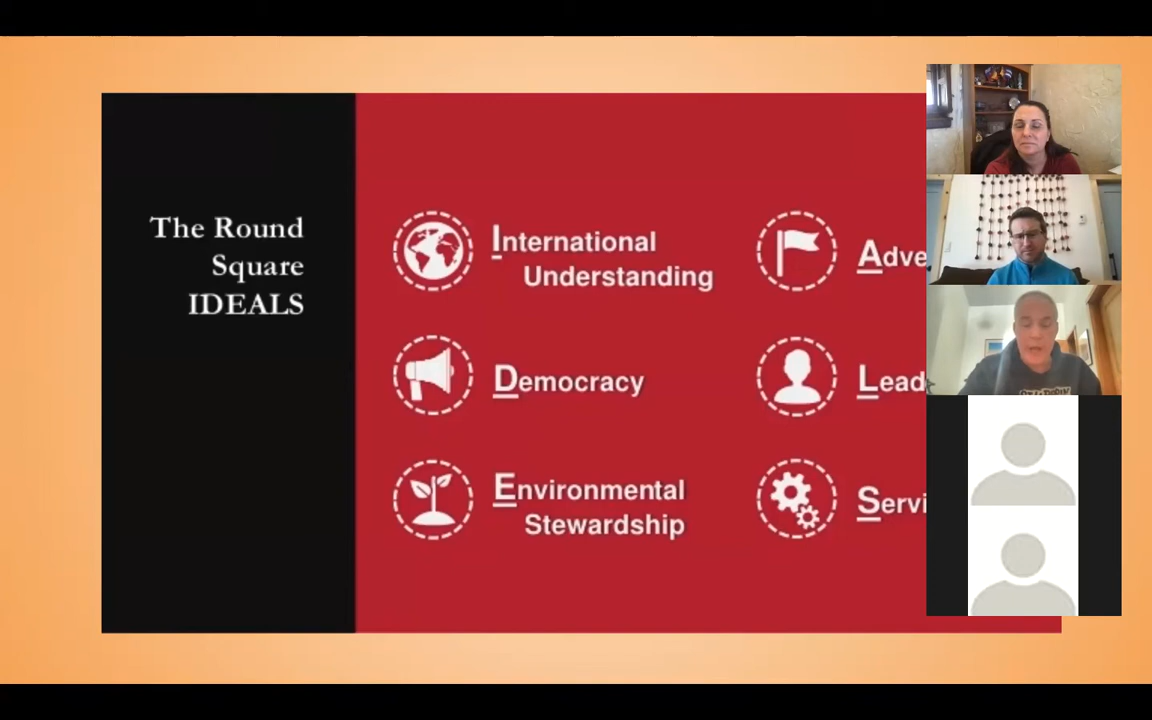 The Round
Square
IDEALS
International
Understanding
Democracy
Environmental
Stewardship
Adve
Lead
Servi